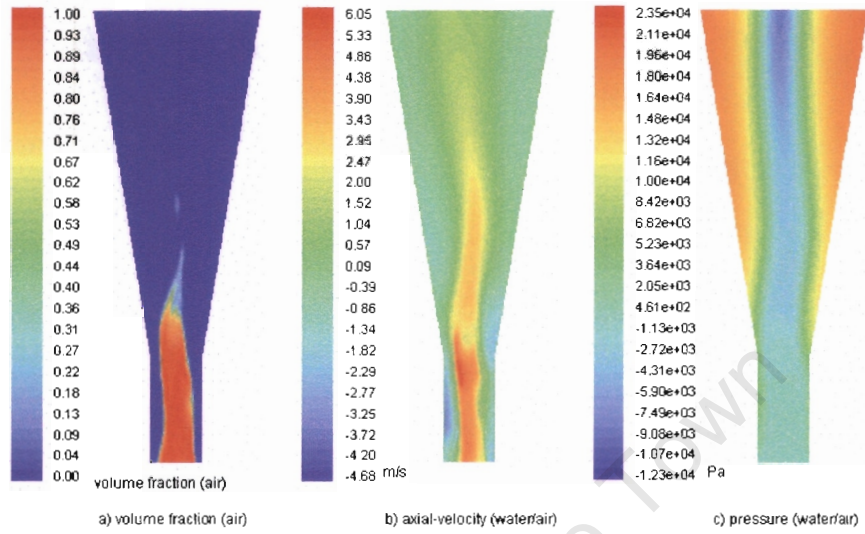 1.00
0.93
0.89
0.84
0.80
0.76
0.71
0.67
0.62
0.58
0.53
0.49
0.44
0.40
0.36
0.31
0.27
0.22
0.18
0.13
0.09
0.04
0.00
volume fraction (air)
a) volume fraction (air)
6.05
5.33
4.86
4.38
3.90
3.43
2.95
2.47
2.00
1.52
1.04
0.57
0.09
-0.39
-0.86
-1.34
-1.82
-2.29
-2.77
-3.25
-3.72
-4.20
-4.68
m/s
b) axial-velocity (water/air)
2.35e+04
2.11e+04
1.96e+04
1.80e+04
1.64e+04
1.48e+04
1.32e+04
1.16e+04
1.00e+04
8.42e+03
6.82e+03
5.23e+03
3.64e+03
2.05e+03
4.61e+02
-1.13e+03
-2.72e+03
-4.31e+03
-5.90e+03
-7.49e+03
-9.08e+03
-1.07e+04
-1.23e+04
Pa
c) pressure (water/air)
Town